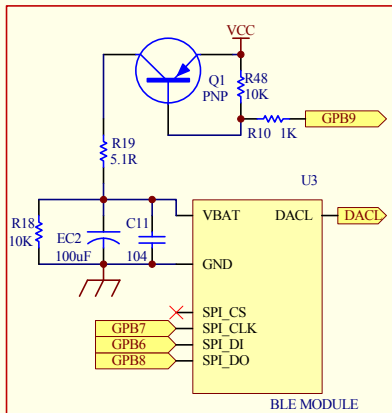 VCC
Q1
PNP
R48
10K
R10 1K
GPB9
R19
5.1R
U3
R18
10K
EC2
100uF
C11
104
VBAT
DACL
DACL
GND
SPI_CS
GPB7
SPI_CLK
GPB6
SPI_DI
GPB8
SPI_DO
BLE MODULE